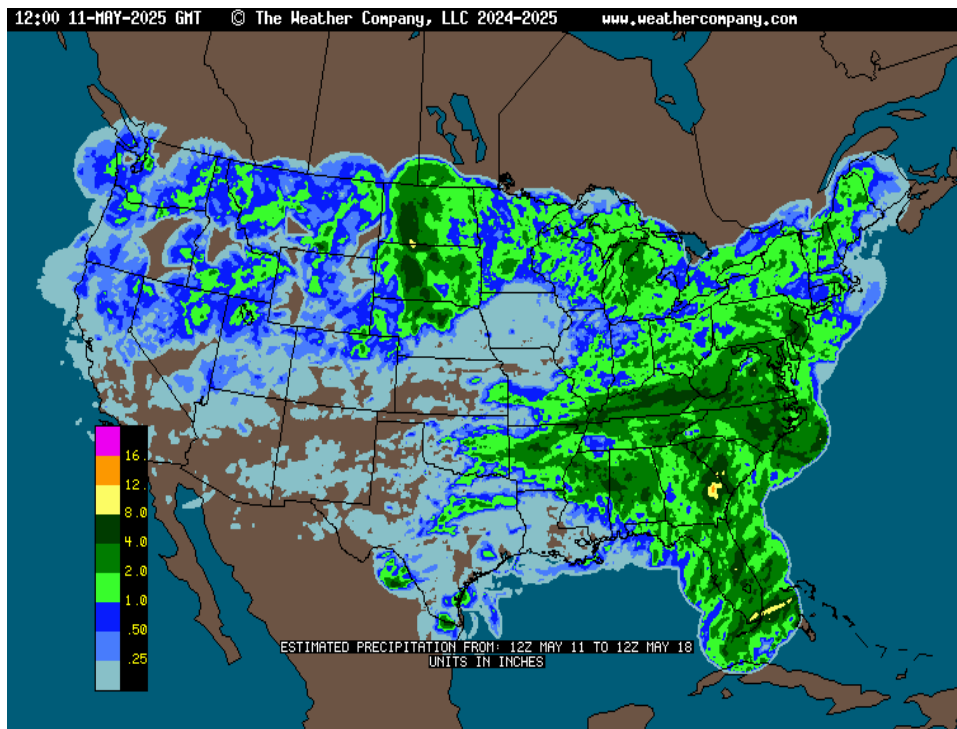 12:00 11-MAY-2025 GMT © The Weather Company, LLC 2024-2025 www.weathercompany.com
16.
12.
8.0
4.0
2.0
1.0
.50
.25
ESTIMATED PRECIPITATION FROM: 12Z MAY 11 TO 12Z MAY 18
UNITS IN INCHES